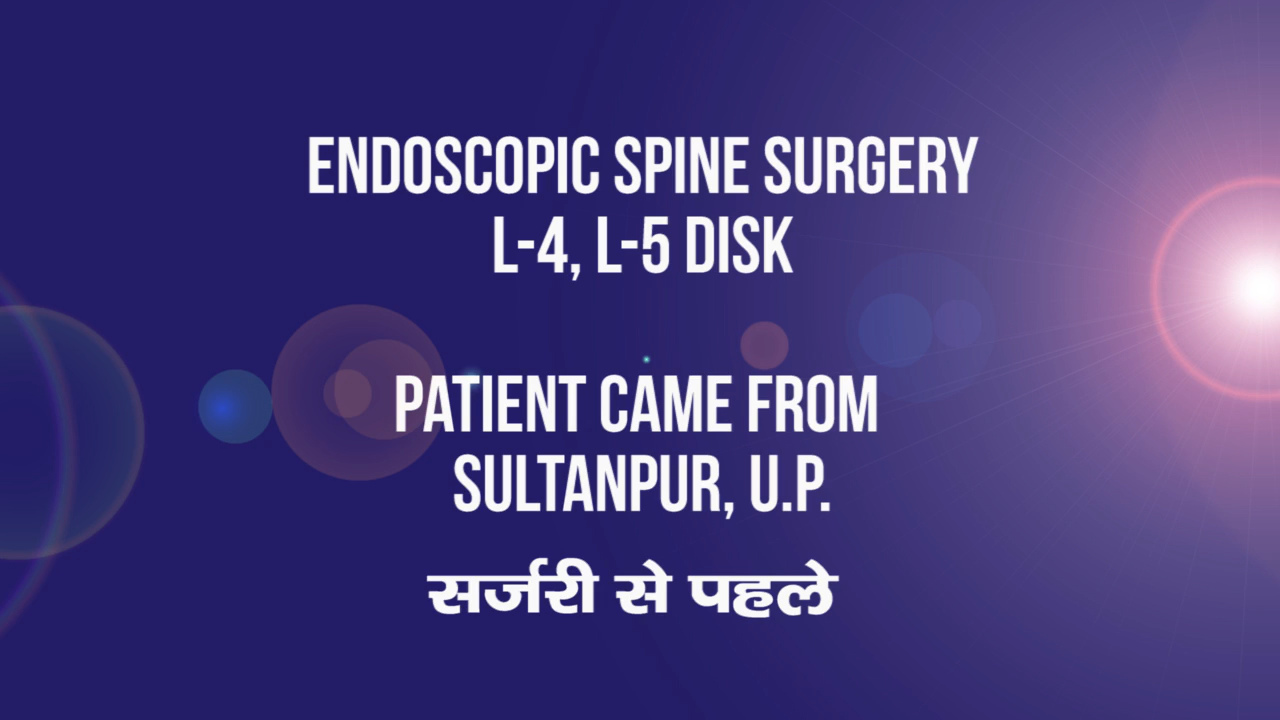 ENDOSCOPIC SPINE SURGERY
L-4, L-5 DISK
PATIENT CAME FROM
SULTANPUR, U.P.
सर्जरी से पहले